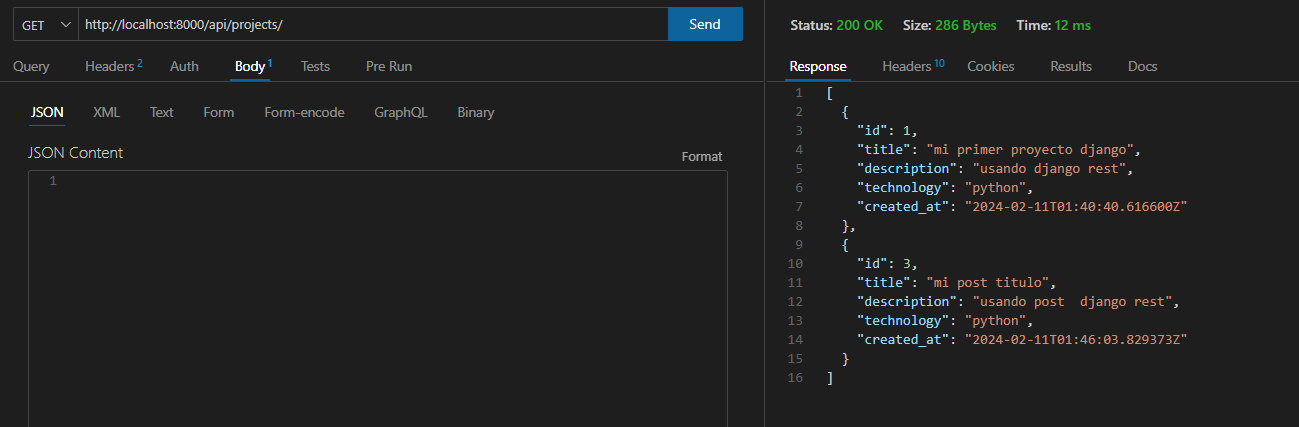 GET http://localhost:8000/api/projects/ Send
Query Headers 2 Auth Body 1 Tests Pre Run
JSON XML Text Form Form-encode GraphQL Binary
JSON Content Format
1
Status: 200 OK Size: 286 Bytes Time: 12 ms
Response Headers 10 Cookies Results Docs
1 [
2 {
3 "id": 1,
4 "title": "mi primer proyecto django",
5 "description": "usando django rest",
6 "technology": "python",
7 "created_at": "2024-02-11T01:40:40.616600Z"
8 },
9 {
10 "id": 3,
11 "title": "mi post titulo",
12 "description": "usando post  django rest",
13 "technology": "python",
14 "created_at": "2024-02-11T01:46:03.829373Z"
15 }
16 ]